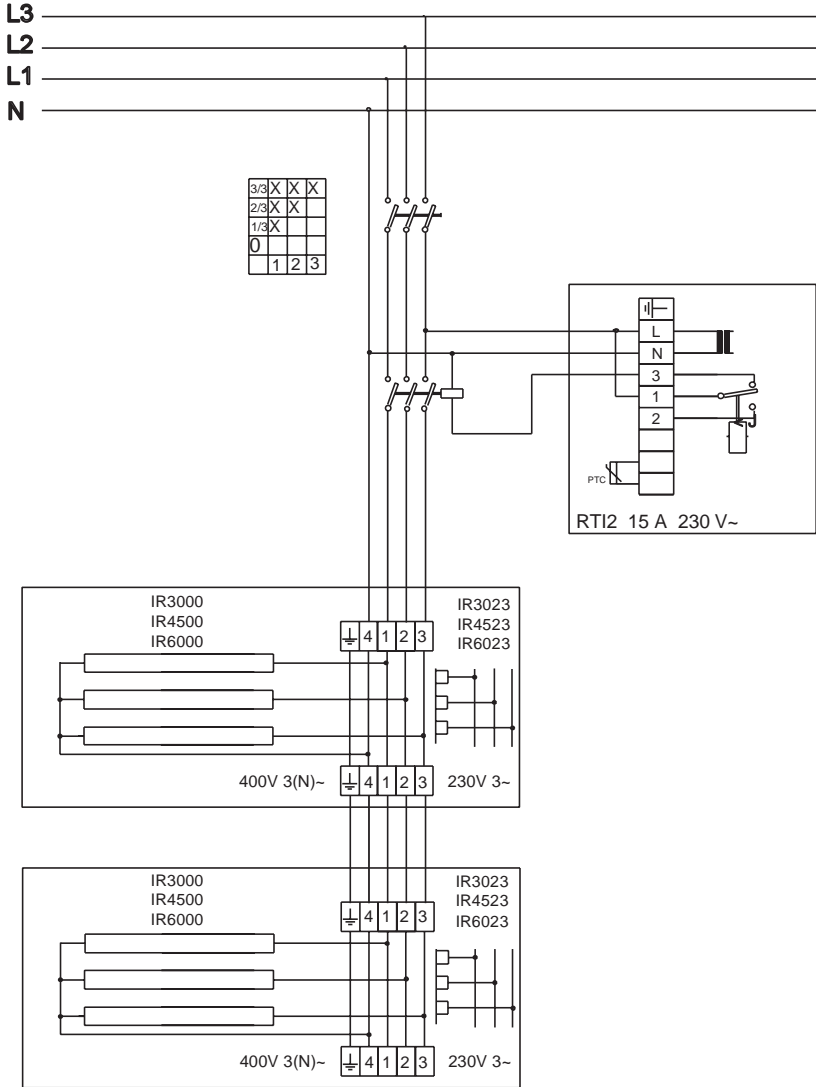 L3
L2
L1
N
3/3 X X X
2/3 X X
1/3 X
0
1 2 3
L
N
3
1
2
PTC
RTI2 15 A 230 V~
IR3000
IR4500
IR6000
IR3023
IR4523
IR6023
4 1 2 3
400V 3(N)~
4 1 2 3
230V 3~
IR3000
IR4500
IR6000
IR3023
IR4523
IR6023
4 1 2 3
400V 3(N)~
4 1 2 3
230V 3~